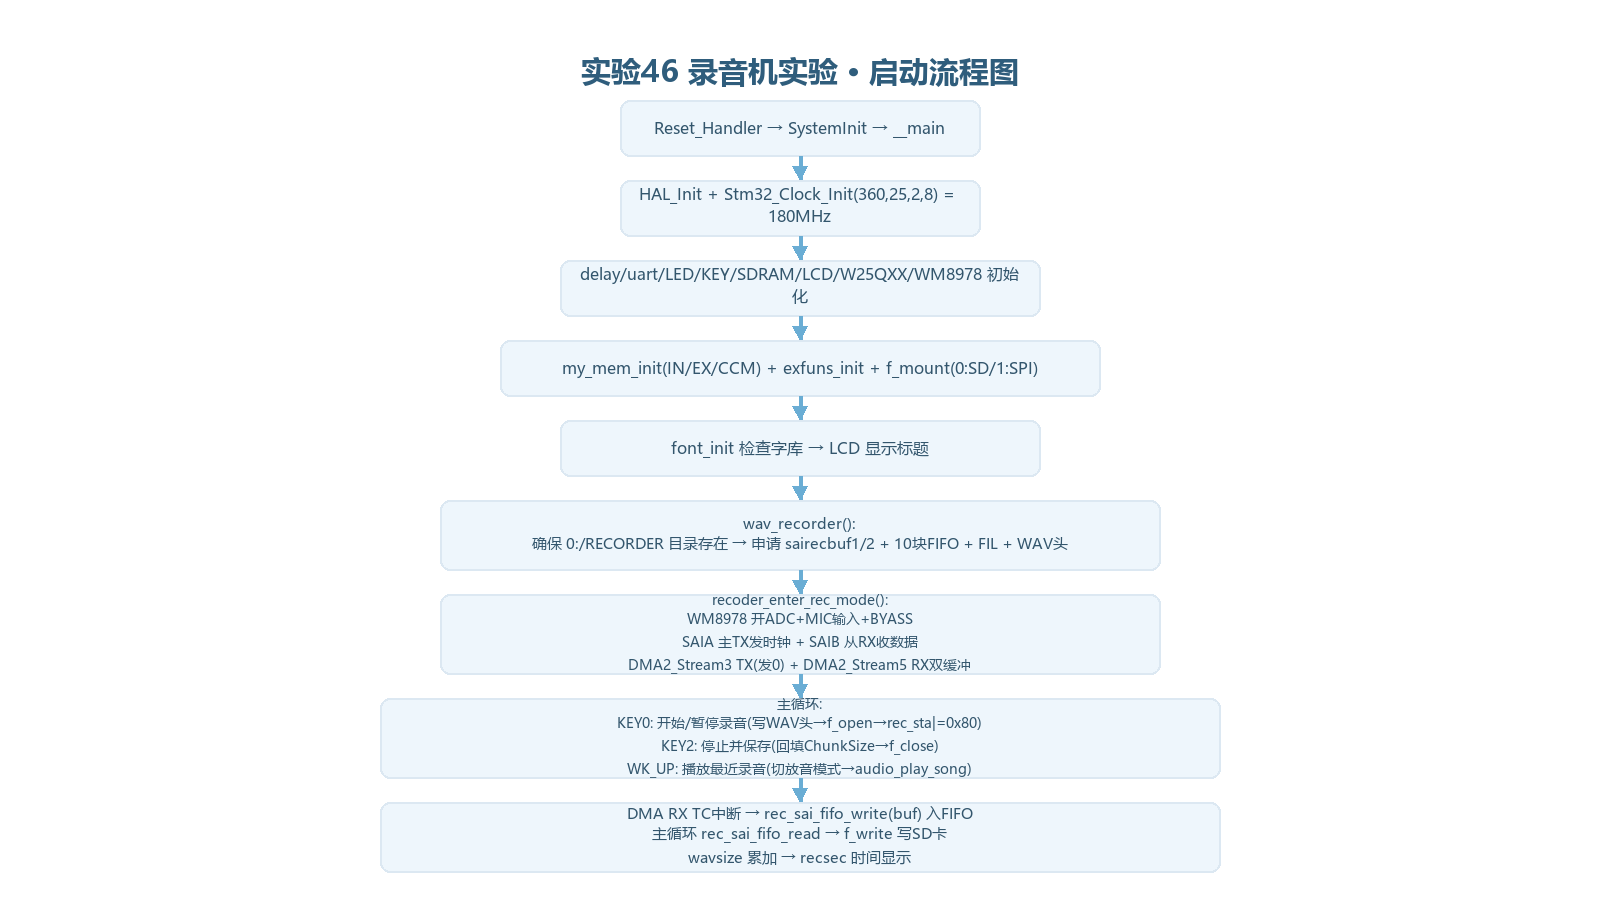 实验46 录音机实验 • 启动流程图
Reset_Handler → SystemInit → __main
HAL_Init + Stm32_Clock_Init(360,25,2,8) =
180MHz
delay/uart/LED/KEY/SDRAM/LCD/W25QXX/WM8978 初始
化
my_mem_init(IN/EX/CCM) + exfuns_init + f_mount(0:SD/1:SPI)
font_init 检查字库 → LCD 显示标题
wav_recorder():
确保 0:/RECORDER 目录存在 → 申请 sairecbuf1/2 + 10块FIFO + FIL + WAV头
recoder_enter_rec_mode():
WM8978 开ADC+MIC输入+BYASS
SAIA 主TX发时钟 + SAIB 从RX收数据
DMA2_Stream3 TX(发0) + DMA2_Stream5 RX双缓冲
主循环:
KEY0: 开始/暂停录音(写WAV头→f_open→rec_sta|=0x80)
KEY2: 停止并保存(回填ChunkSize→f_close)
WK_UP: 播放最近录音(切放音模式→audio_play_song)
DMA RX TC中断 → rec_sai_fifo_write(buf) 入FIFO
主循环 rec_sai_fifo_read → f_write 写SD卡
wavsize 累加 → recsec 时间显示